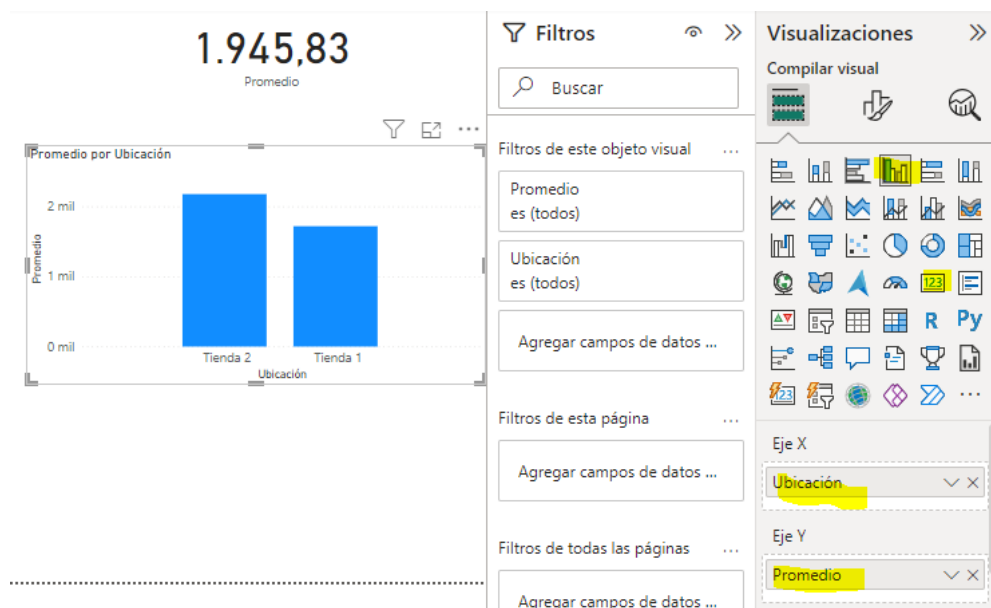 1.945,83
Promedio
Promedio por Ubicación
2 mil
1 mil
0 mil
Promedio
Tienda 2
Tienda 1
Ubicación
Filtros
Buscar
Filtros de este objeto visual
...
Promedio
es (todos)
Ubicación
es (todos)
Agregar campos de datos ...
Filtros de esta página
...
Agregar campos de datos ...
Filtros de todas las páginas
...
Agregar campos de datos ...
Visualizaciones
Compilar visual
123
R
Py
123
...
Eje X
Ubicación
Eje Y
Promedio